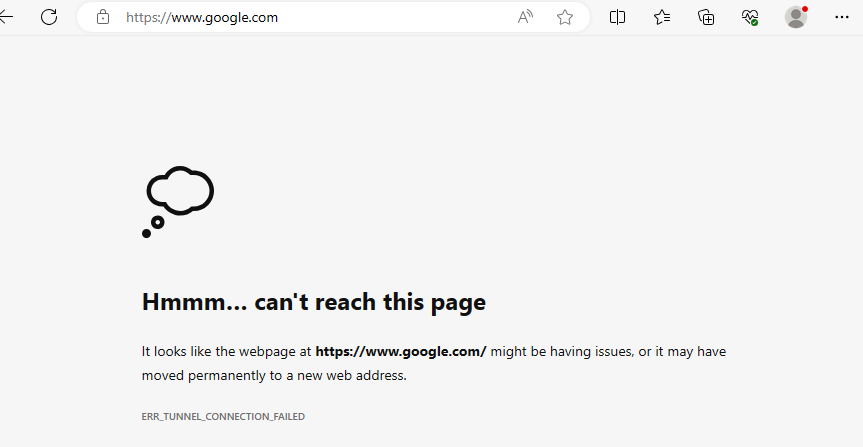 https://www.google.com
Hmmm... can't reach this page
It looks like the webpage at https://www.google.com/ might be having issues, or it may have
moved permanently to a new web address.
ERR_TUNNEL_CONNECTION_FAILED